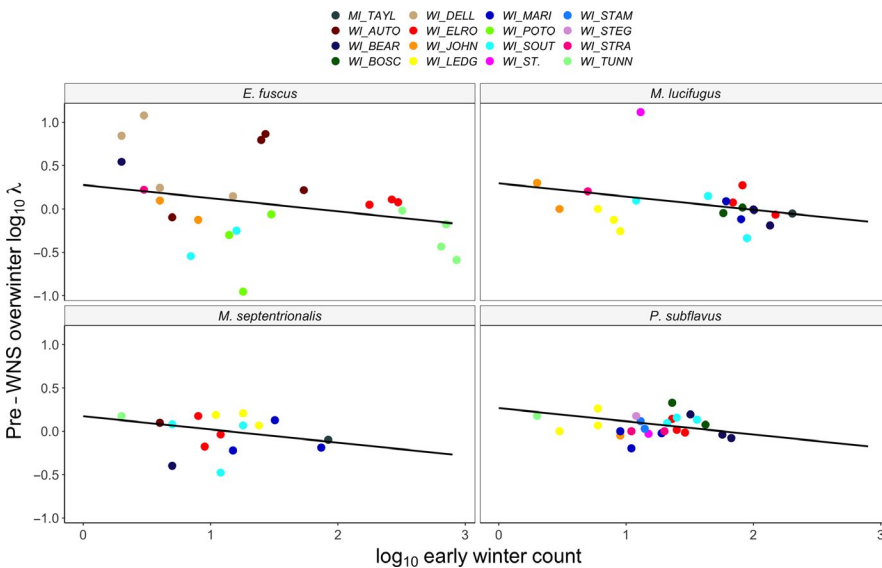 MI_TAYL WI_DELL WI_MARI WI_STAM
WI_AUTO WI_ELRO WI_POTO WI_STEG
WI_BEAR WI_JOHN WI_SOUT WI_STRA
WI_BOSC WI_LEDG WI_ST. WI_TUNN
E. fuscus M. lucifugus
1.0
0.5
0.0
−0.5
−1.0
M. septentrionalis P. subflavus
1.0
0.5
0.0
−0.5
−1.0
0 1 2 3 0 1 2 3
Pre − WNS overwinter log10 λ
log10 early winter count